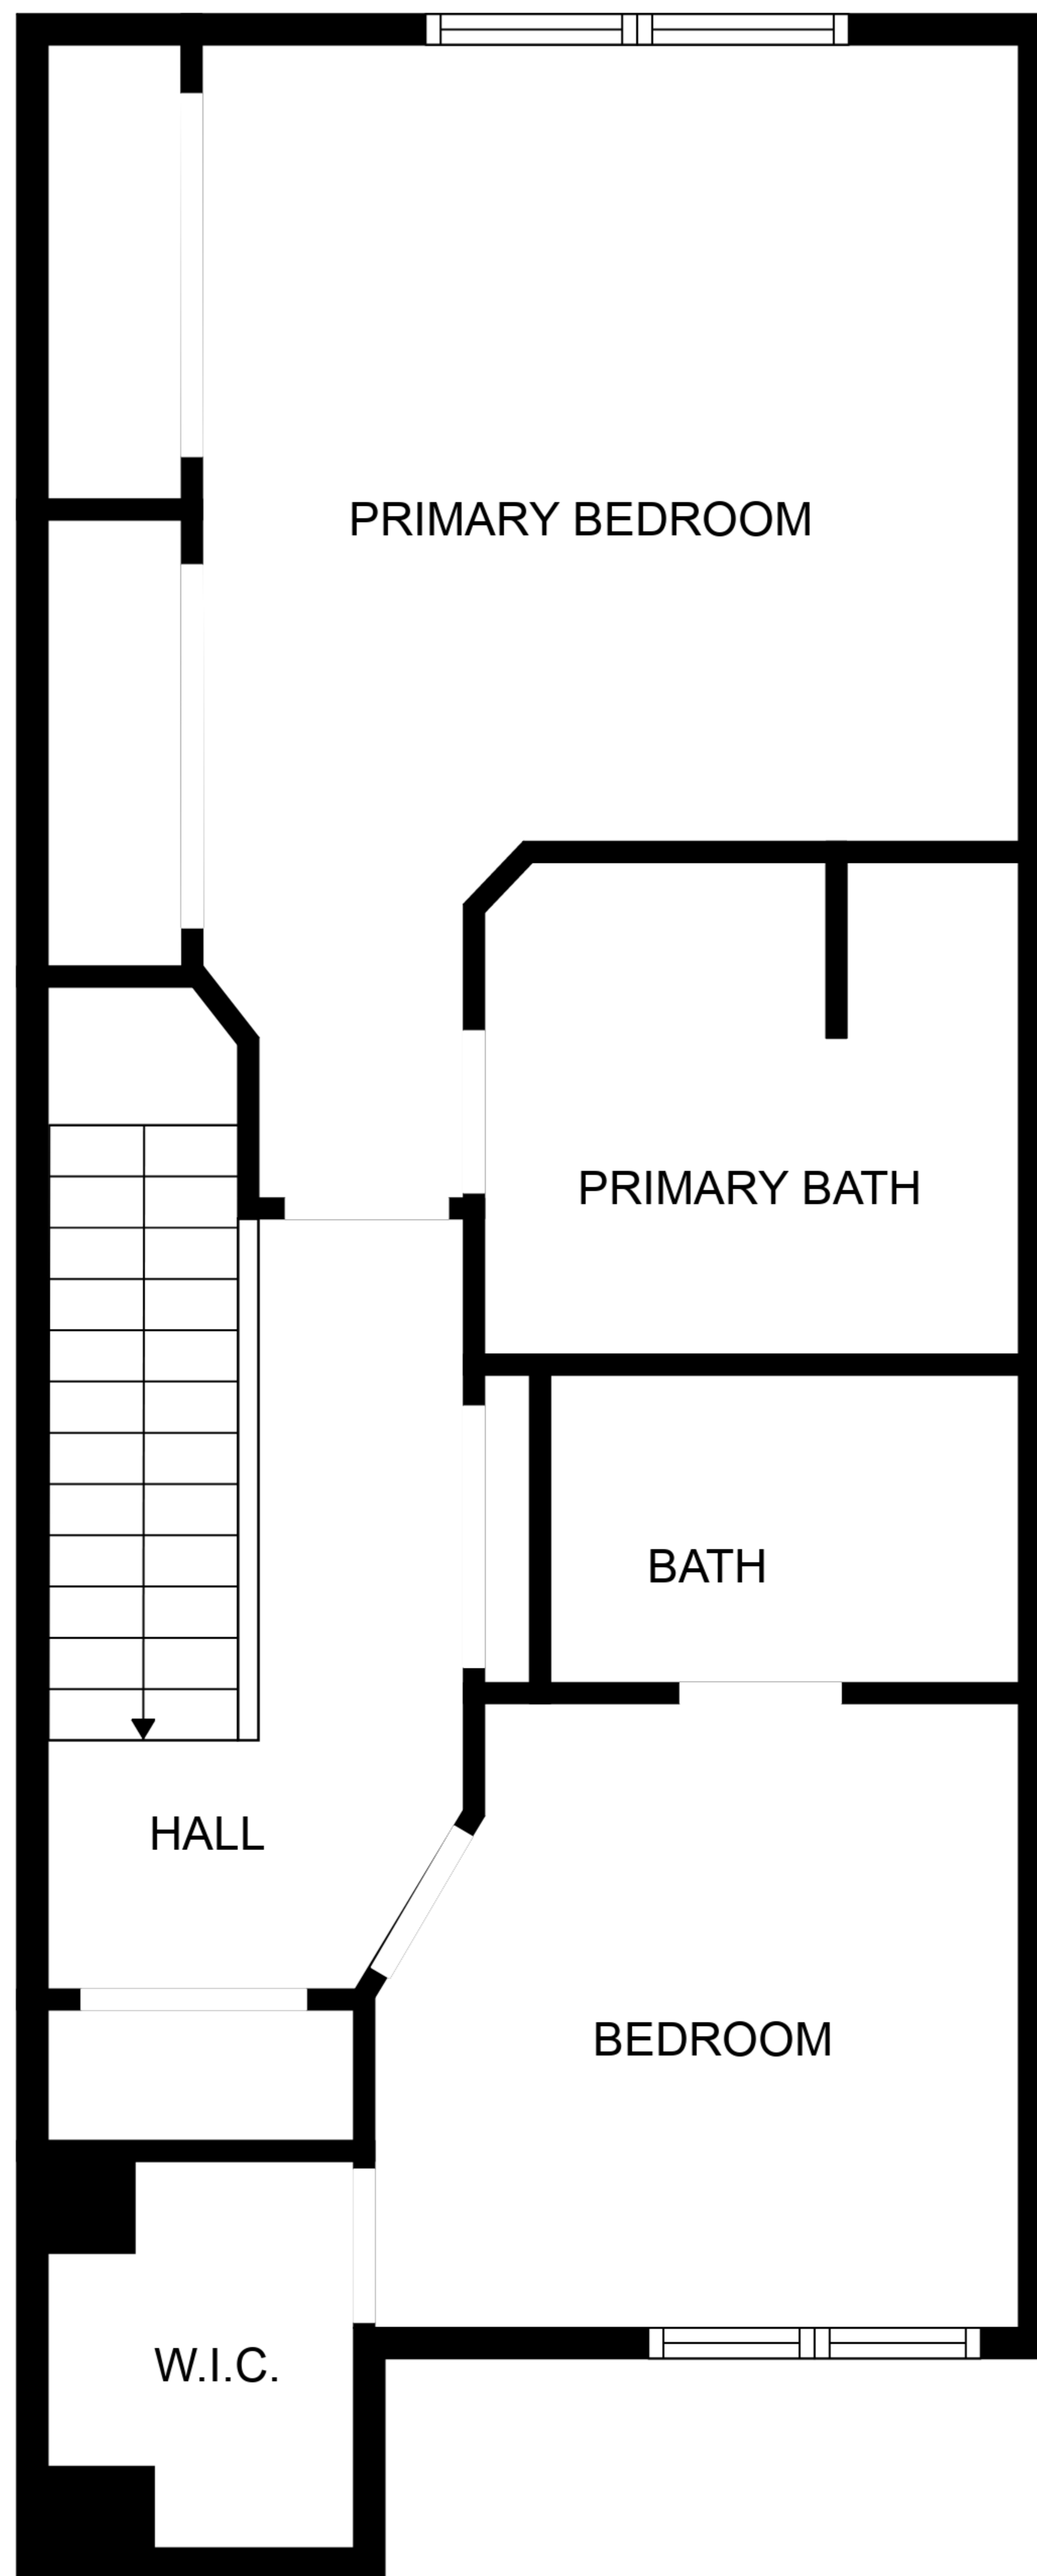 PRIMARY BEDROOM
PRIMARY BATH
BATH
HALL
BEDROOM
W.I.C.